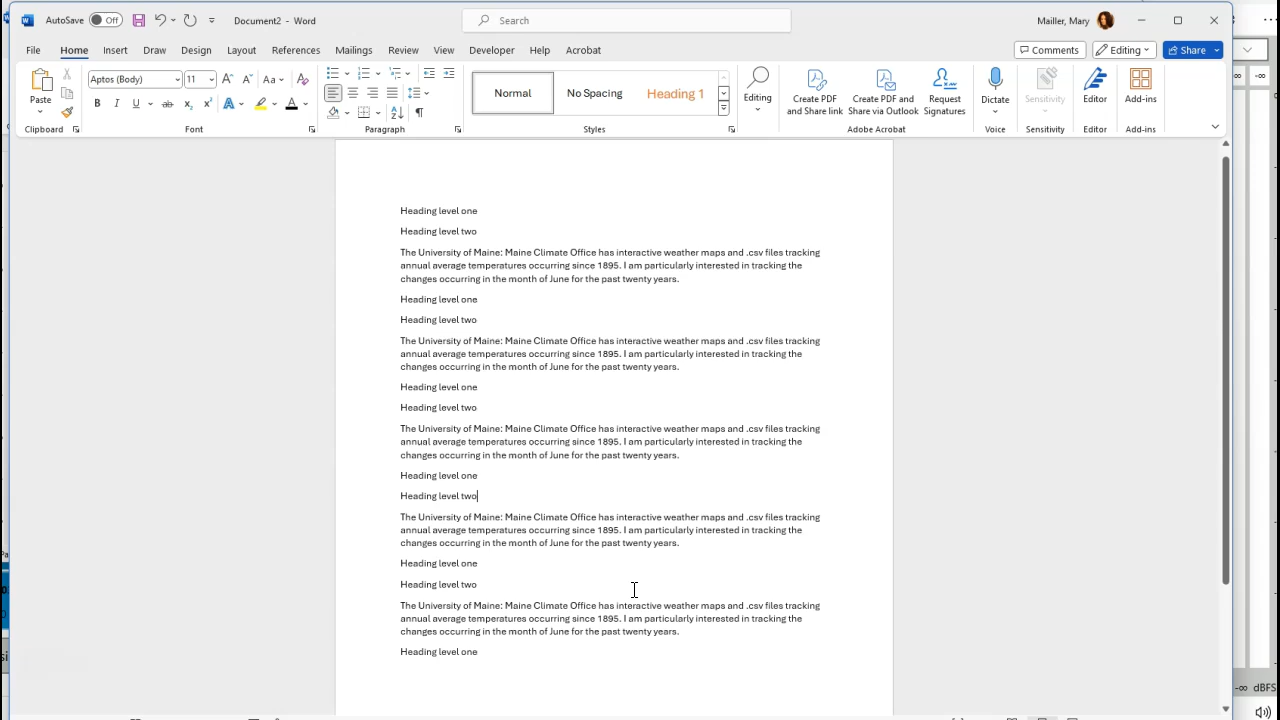 AutoSave Off Document2 - Word Search Mailler, Mary
File Home Insert Draw Design Layout References Mailings Review View Developer Help Acrobat Comments Editing Share
Aptos (Body) 11 A A Aa A
Paste B I U ab x₂ x² A A Normal No Spacing Heading 1 Editing Create PDF and Share link Create PDF and Share via Outlook Request Signatures Dictate Sensitivity Editor Add-ins
Clipboard Font Paragraph Styles Adobe Acrobat Voice Sensitivity Editor Add-ins
Heading level one
Heading level two
The University of Maine: Maine Climate Office has interactive weather maps and .csv files tracking
annual average temperatures occurring since 1895. I am particularly interested in tracking the
changes occurring in the month of June for the past twenty years.
Heading level one
Heading level two
The University of Maine: Maine Climate Office has interactive weather maps and .csv files tracking
annual average temperatures occurring since 1895. I am particularly interested in tracking the
changes occurring in the month of June for the past twenty years.
Heading level one
Heading level two
The University of Maine: Maine Climate Office has interactive weather maps and .csv files tracking
annual average temperatures occurring since 1895. I am particularly interested in tracking the
changes occurring in the month of June for the past twenty years.
Heading level one
Heading level two
The University of Maine: Maine Climate Office has interactive weather maps and .csv files tracking
annual average temperatures occurring since 1895. I am particularly interested in tracking the
changes occurring in the month of June for the past twenty years.
Heading level one
Heading level two
The University of Maine: Maine Climate Office has interactive weather maps and .csv files tracking
annual average temperatures occurring since 1895. I am particularly interested in tracking the
changes occurring in the month of June for the past twenty years.
Heading level one
-∞ -∞
-∞ dBFS